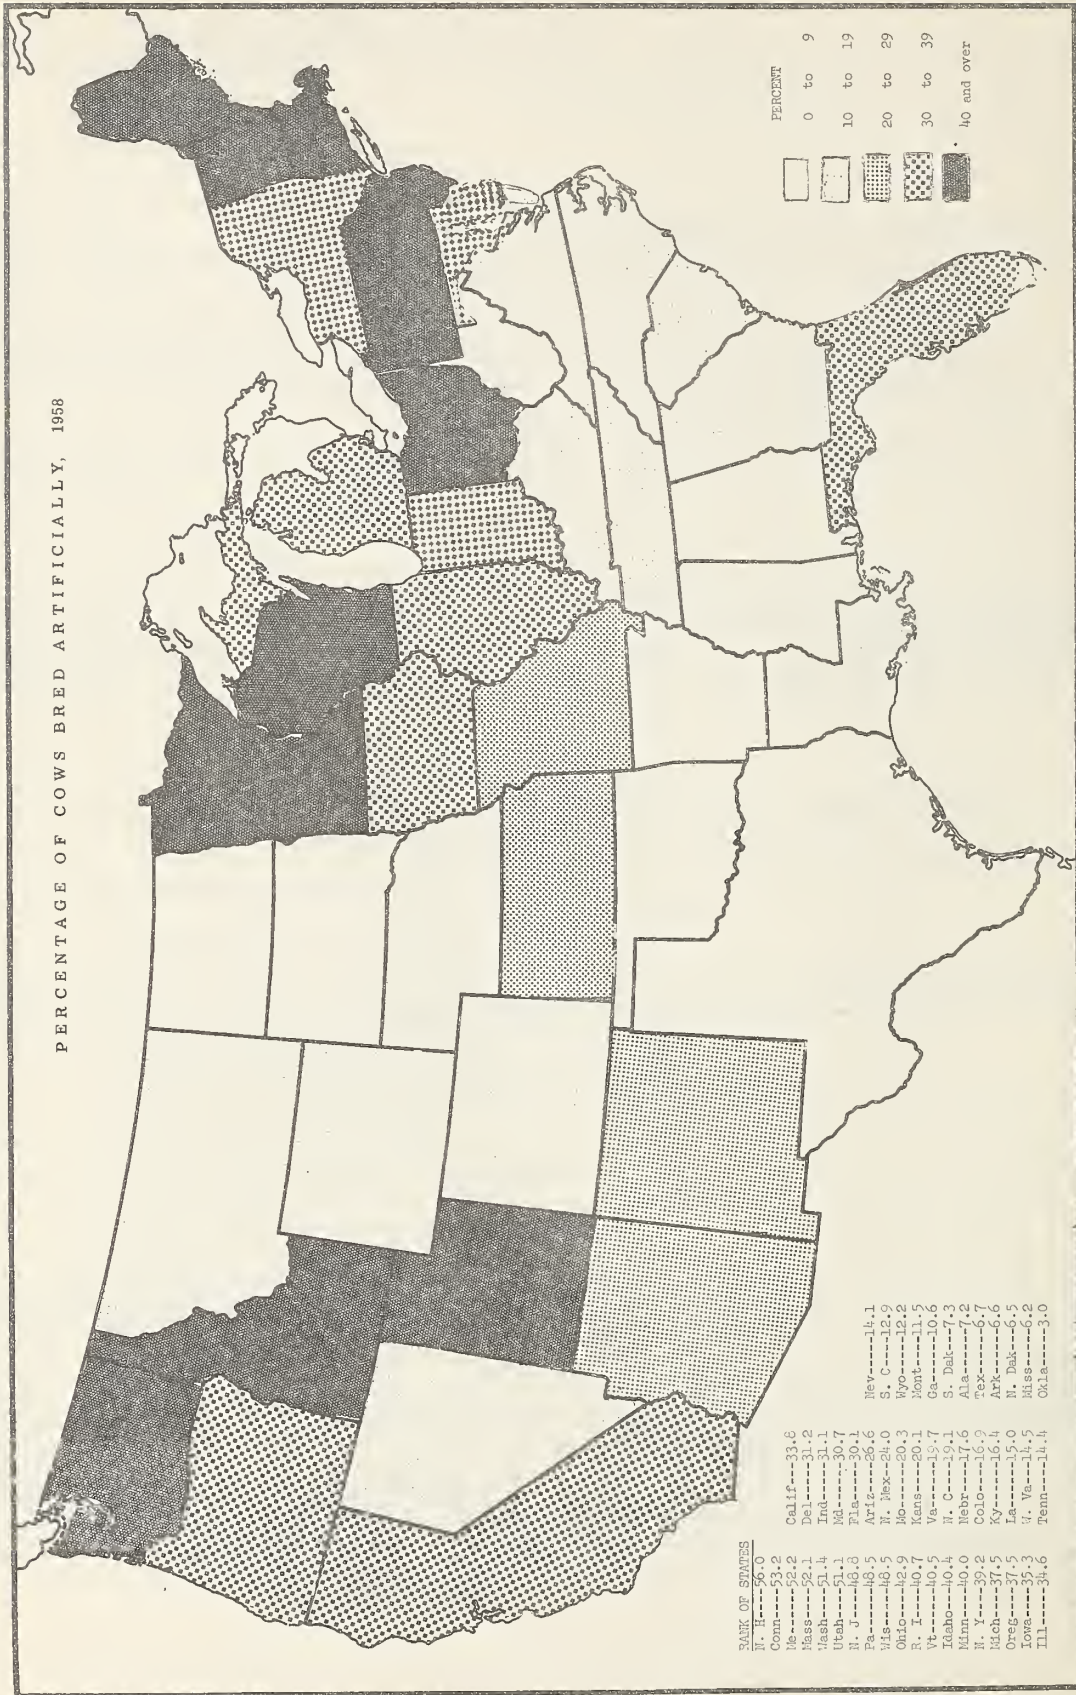 PERCENTAGE OF COWS BRED ARTIFICIALLY, 1958
PERCENT
0 to 9
10 to 19
20 to 29
30 to 39
40 and over
RANK OF STATES
N. H----56.0
Conn----53.2
Me------52.2
Mass----52.1
Wash----51.4
Utah----51.1
N. J----48.8
Pa------48.5
Wis-----48.5
Ohio----42.9
R. I----40.7
Vt------40.5
Idaho---40.4
Minn----40.0
N. Y----39.2
Mich----37.5
Oreg----37.5
Iowa----35.3
Ill-----34.6
Calif---33.8
Del-----31.2
Ind-----31.1
Md------30.7
Fla-----30.1
Ariz----26.6
N. Mex--24.0
Mo------20.3
Kans----20.1
Va------19.7
N. C----19.1
Nebr----17.6
Colo----16.9
Ky------16.4
La------15.0
W. Va---14.5
Tenn----14.4
Nev-----14.1
S. C----12.9
Wyo-----12.2
Mont----11.5
Ga------10.6
S. Dak---7.3
Ala------7.2
Tex------6.7
Ark------6.6
N. Dak---6.5
Miss-----6.2
Okla-----3.0